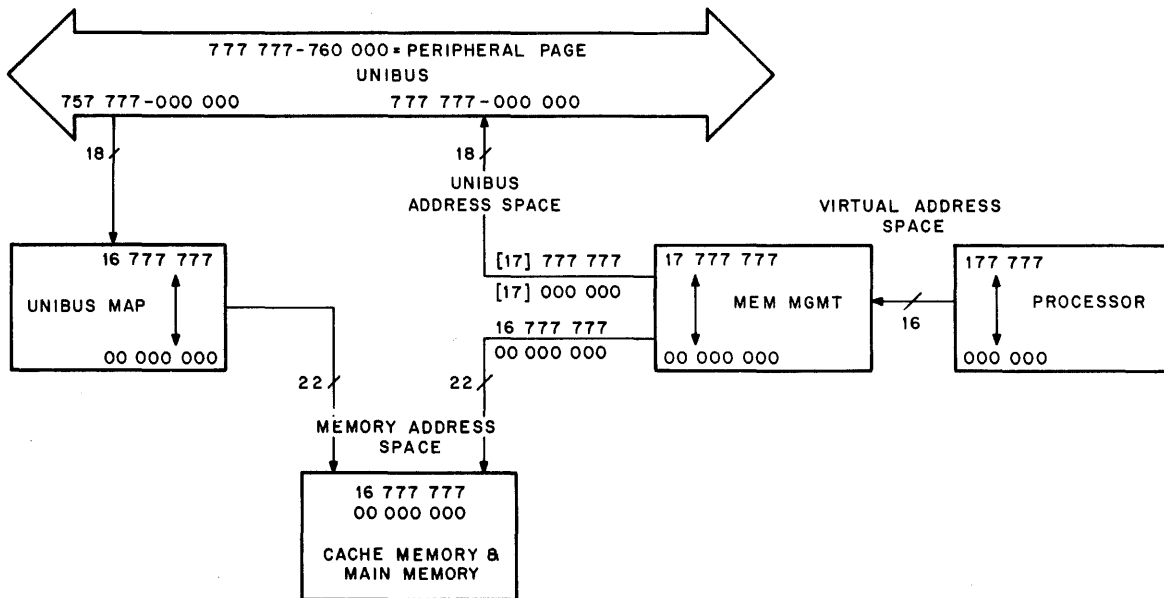 777 777-760 000 = PERIPHERAL PAGE
UNIBUS
757 777-000 000
777 777-000 000
18
18
UNIBUS
ADDRESS SPACE
VIRTUAL ADDRESS
SPACE
16 777 777
UNIBUS MAP
00 000 000
[17] 777 777
[17] 000 000
16 777 777
00 000 000
17 777 777
MEM MGMT
00 000 000
16
177 777
PROCESSOR
000 000
22
22
MEMORY ADDRESS
SPACE
16 777 777
00 000 000
CACHE MEMORY &
MAIN MEMORY